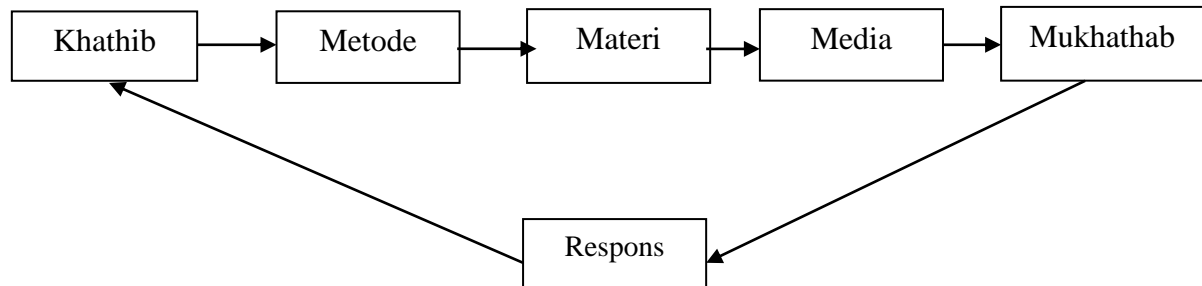 Khathib
Metode
Materi
Media
Mukhathab
Respons